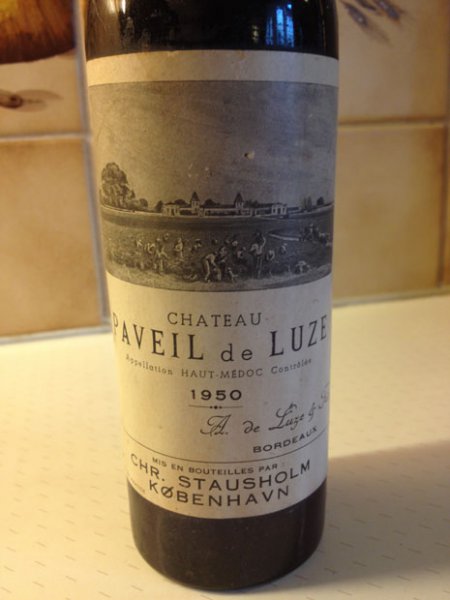 CHATEAU
PAVEIL de LUZE
Appellation HAUT-MÉDOC Contrôlée
1950
A. de Luze &
BORDEAUX
MIS EN BOUTEILLES PAR :
CHR. STAUSHOLM
KØBENHAVN